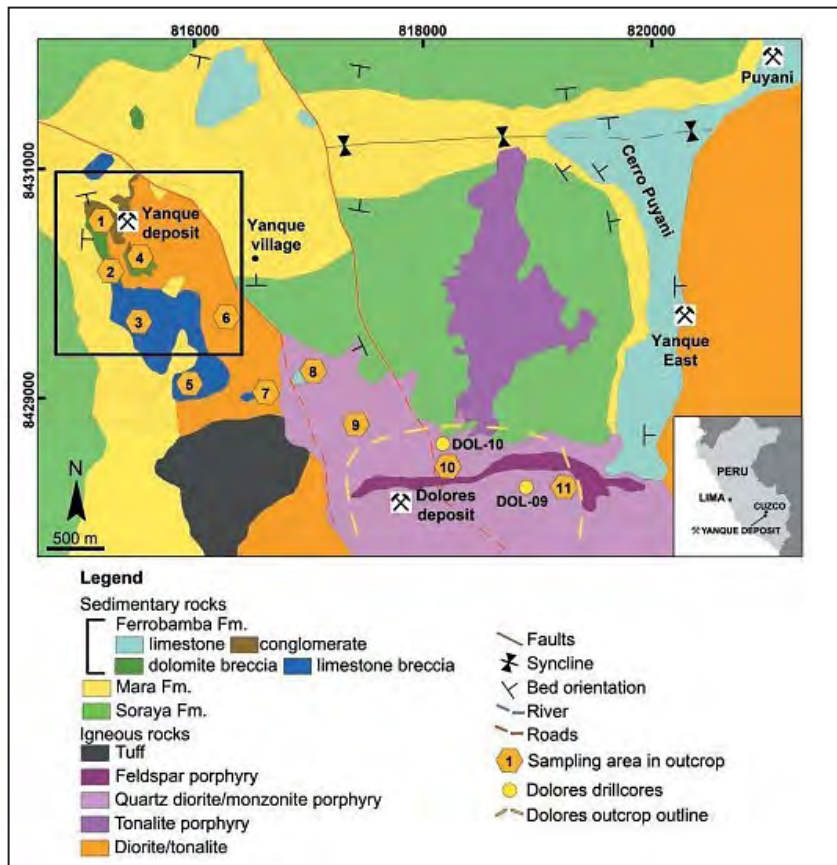 816000
818000
820000
8431000
8429000
Puyani
Cerro Puyani
Yanque
deposit
Yanque
village
Yanque
East
1
2
3
4
5
6
7
8
9
10
11
DOL-10
DOL-09
Dolores
deposit
N
500 m
PERU
LIMA
CUZCO
YANQUE DEPOSIT
Legend
Sedimentary rocks
Ferrobamba Fm.
limestone conglomerate
dolomite breccia limestone breccia
Mara Fm.
Soraya Fm.
Igneous rocks
Tuff
Feldspar porphyry
Quartz diorite/monzonite porphyry
Tonalite porphyry
Diorite/tonalite
Faults
Syncline
Bed orientation
River
Roads
1 Sampling area in outcrop
Dolores drillcores
Dolores outcrop outline